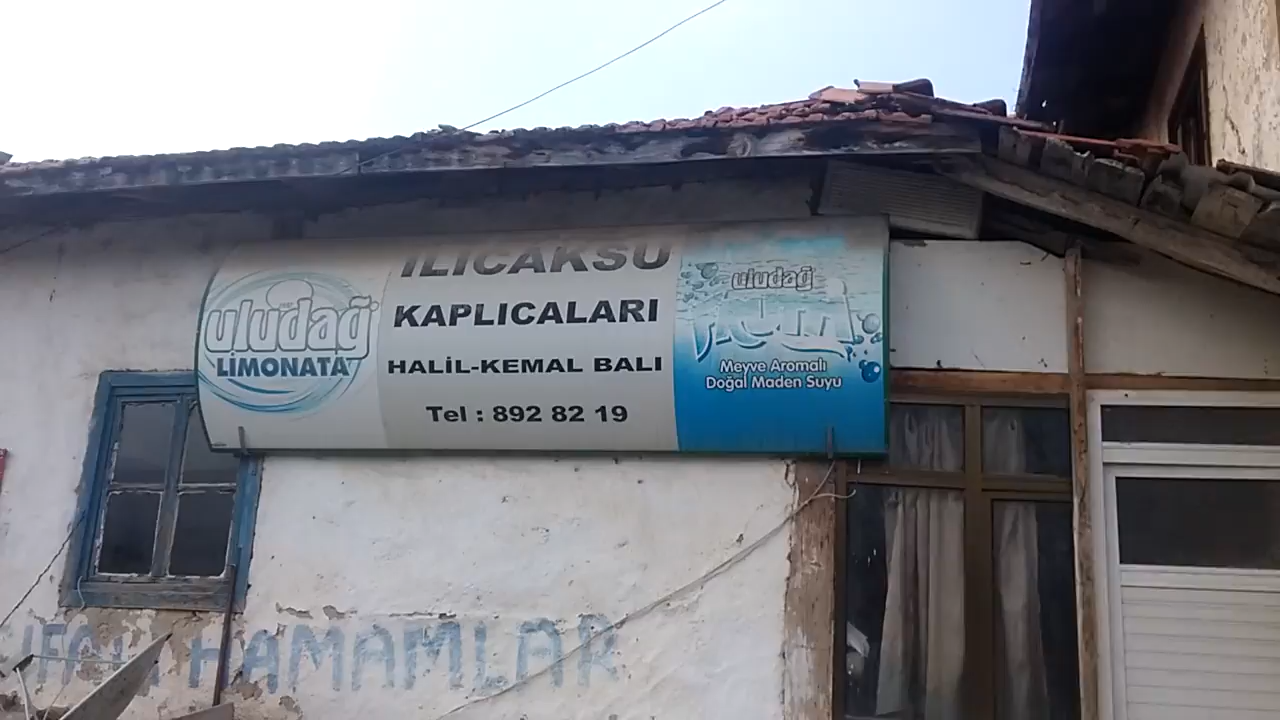 uludağ
LİMONATA
ILICAKSU
KAPLICALARI
HALİL-KEMAL BALI
Tel : 892 82 19
uludağ
Meyve Aromalı
Doğal Maden Suyu
HAMAMLAR